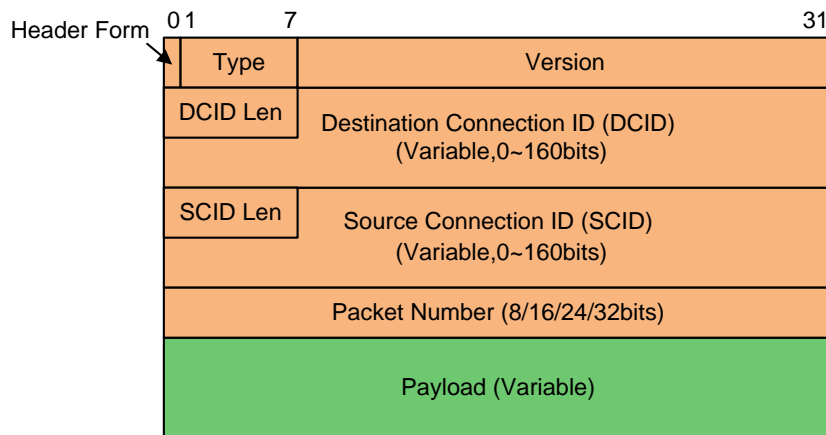 0 1 7 31
Header Form
Type Version
DCID Len
Destination Connection ID (DCID)
(Variable,0~160bits)
SCID Len
Source Connection ID (SCID)
(Variable,0~160bits)
Packet Number (8/16/24/32bits)
Payload (Variable)